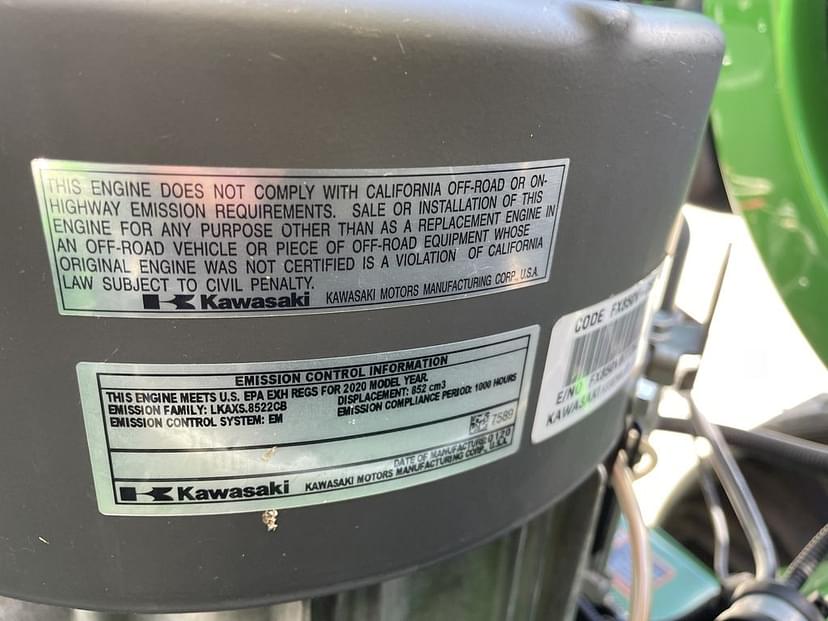 THIS ENGINE DOES NOT COMPLY WITH CALIFORNIA OFF-ROAD OR ON-
HIGHWAY EMISSION REQUIREMENTS. SALE OR INSTALLATION OF THIS
ENGINE FOR ANY PURPOSE OTHER THAN AS A REPLACEMENT ENGINE IN
AN OFF-ROAD VEHICLE OR PIECE OF OFF-ROAD EQUIPMENT WHOSE
ORIGINAL ENGINE WAS NOT CERTIFIED IS A VIOLATION OF CALIFORNIA
LAW SUBJECT TO CIVIL PENALTY.
Kawasaki KAWASAKI MOTORS MANUFACTURING CORP., U.S.A.
EMISSION CONTROL INFORMATION
THIS ENGINE MEETS U.S. EPA EXH REGS FOR 2020 MODEL YEAR.
EMISSION FAMILY: LKAXS.8522CB DISPLACEMENT: 852 cm3
EMISSION CONTROL SYSTEM: EM EMISSION COMPLIANCE PERIOD: 1000 HOURS
7589
DATE OF MANUFACTURE: 0120
Kawasaki KAWASAKI MOTORS MANUFACTURING CORP., U.S.A.
CODE
E/NO
KAWASAKI